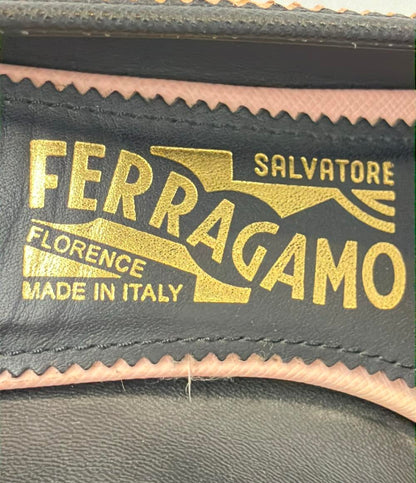 SALVATORE
FERRAGAMO
FLORENCE
MADE IN ITALY